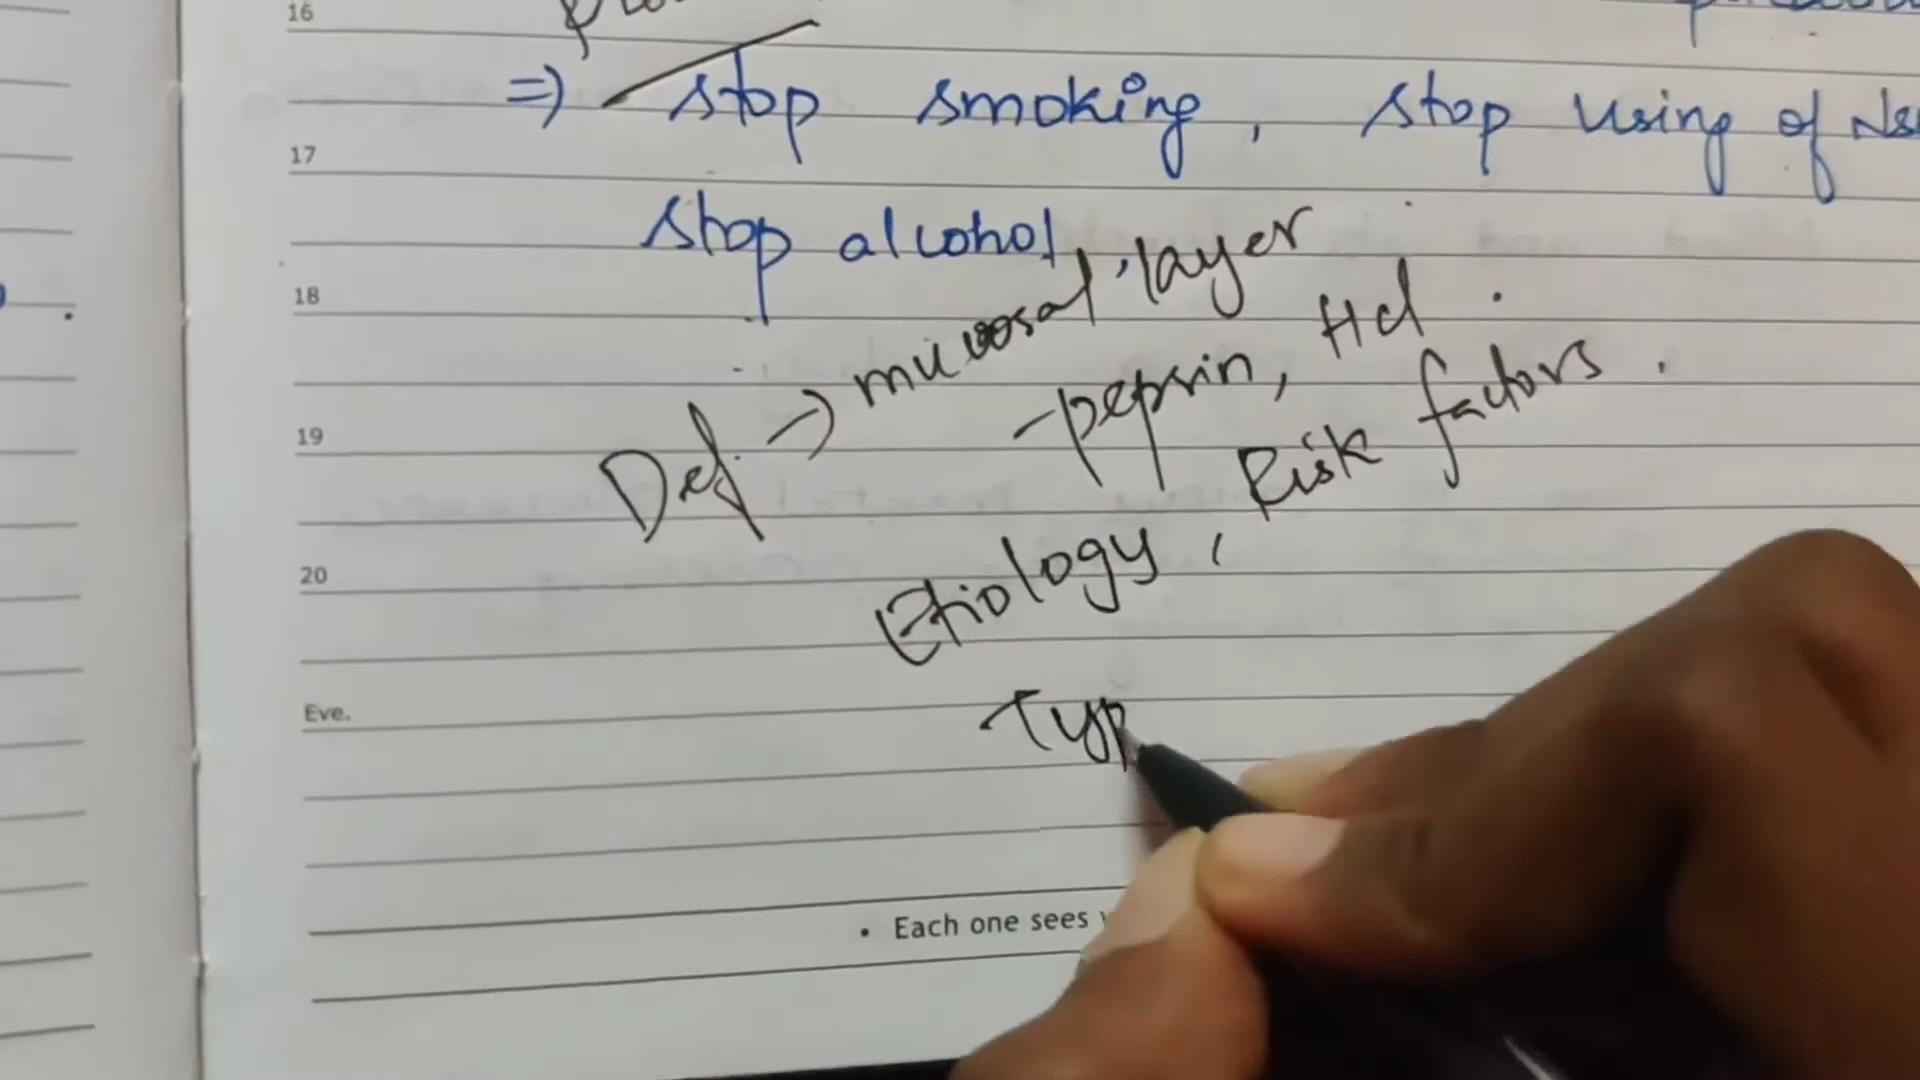 16
⇒ stop smoking, stop using of
17
stop alcohol,
18
mucosal layer
Def →
-pepsin, Hcl.
19
Etiology, Risk factors.
20
Typ
Eve.
• Each one sees